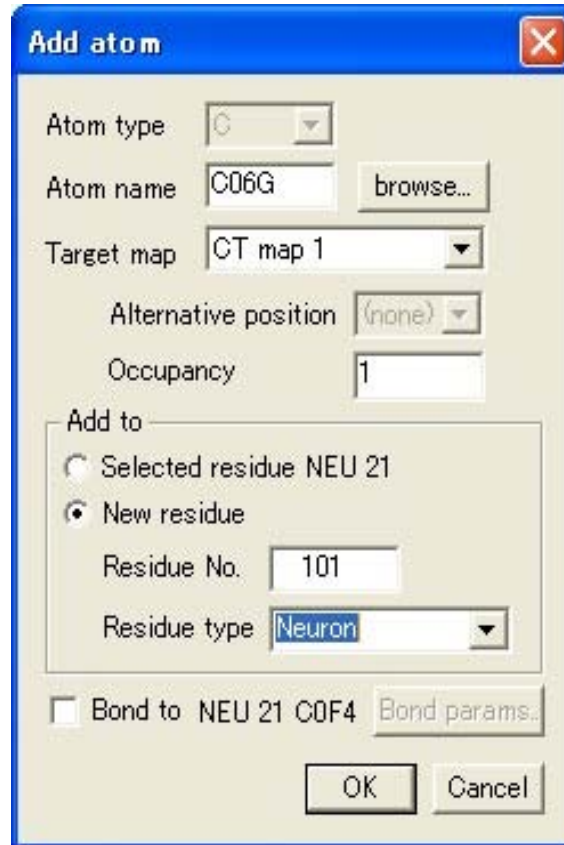 Add atom
Atom type C
Atom name C06G browse...
Target map CT map 1
Alternative position (none)
Occupancy 1
Add to
Selected residue NEU 21
New residue
Residue No. 101
Residue type Neuron
Bond to NEU 21 C0F4 Bond params..
OK Cancel